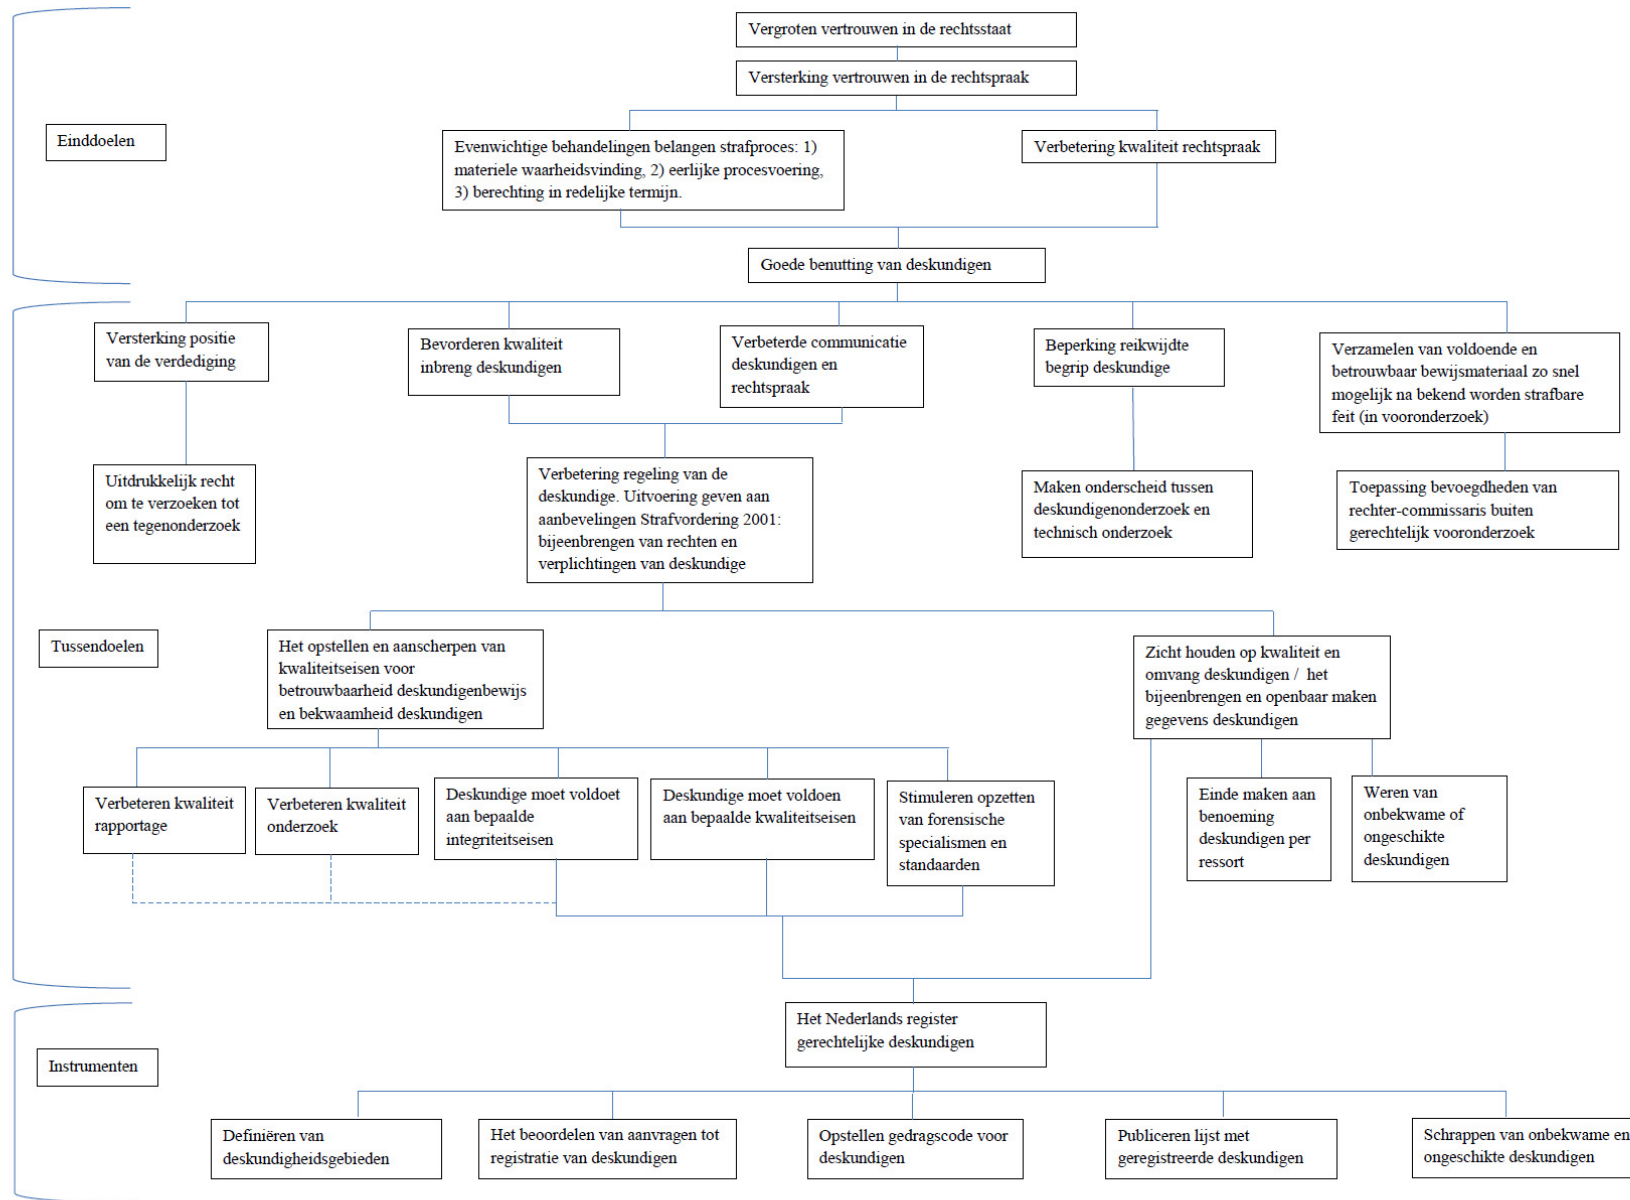 Vergroten vertrouwen in de rechtsstaat
Versterking vertrouwen in de rechtspraak
Einddoelen
Evenwichtige behandelingen belangen strafproces: 1)
materiele waarheidsvinding, 2) eerlijke procesvoering,
3) berechting in redelijke termijn.
Verbetering kwaliteit rechtspraak
Goede benutting van deskundigen
Versterking positie
van de verdediging
Bevorderen kwaliteit
inbreng deskundigen
Verbeterde communicatie
deskundigen en
rechtspraak
Beperking reikwijdte
begrip deskundige
Verzamelen van voldoende en
betrouwbaar bewijsmateriaal zo snel
mogelijk na bekend worden strafbare
feit (in vooronderzoek)
Uitdrukkelijk recht
om te verzoeken tot
een tegenonderzoek
Verbetering regeling van de
deskundige. Uitvoering geven aan
aanbevelingen Strafvordering 2001:
bijeenbrengen van rechten en
verplichtingen van deskundige
Maken onderscheid tussen
deskundigenonderzoek en
technisch onderzoek
Toepassing bevoegdheden van
rechter-commissaris buiten
gerechtelijk vooronderzoek
Tussendoelen
Het opstellen en aanscherpen van
kwaliteitseisen voor
betrouwbaarheid deskundigenbewijs
en bekwaamheid deskundigen
Zicht houden op kwaliteit en
omvang deskundigen / het
bijeenbrengen en openbaar maken
gegevens deskundigen
Verbeteren kwaliteit
rapportage
Verbeteren kwaliteit
onderzoek
Deskundige moet voldoet
aan bepaalde
integriteitseisen
Deskundige moet voldoen
aan bepaalde kwaliteitseisen
Stimuleren opzetten
van forensische
specialismen en
standaarden
Einde maken aan
benoeming
deskundigen per
ressort
Weren van
onbekwame of
ongeschikte
deskundigen
Het Nederlands register
gerechtelijke deskundigen
Instrumenten
Definiëren van
deskundigheidsgebieden
Het beoordelen van aanvragen tot
registratie van deskundigen
Opstellen gedragscode voor
deskundigen
Publiceren lijst met
geregistreerde deskundigen
Schrappen van onbekwame en
ongeschikte deskundigen